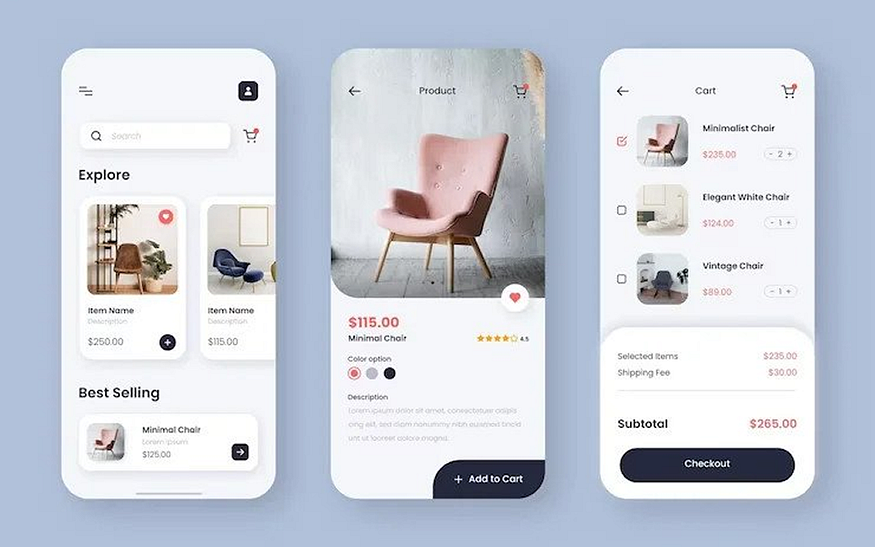 Search
Explore
Item Name
Description
$250.00
Item Name
Description
$115.00
Best Selling
Minimal Chair
Lorem ipsum
$125.00
Product
$115.00
Minimal Chair
4.5
Color option
Description
Lorem ipsum dolor sit amet, consectetuer adipis
cing elit, sed diam nonummy nibh euismod tincid
unt ut laoreet dolore magna.
+ Add to Cart
Cart
Minimalist Chair
$235.00
- 2 +
Elegant White Chair
$124.00
- 1 +
Vintage Chair
$89.00
- 1 +
Selected Items $235.00
Shipping Fee $30.00
Subtotal $265.00
Checkout